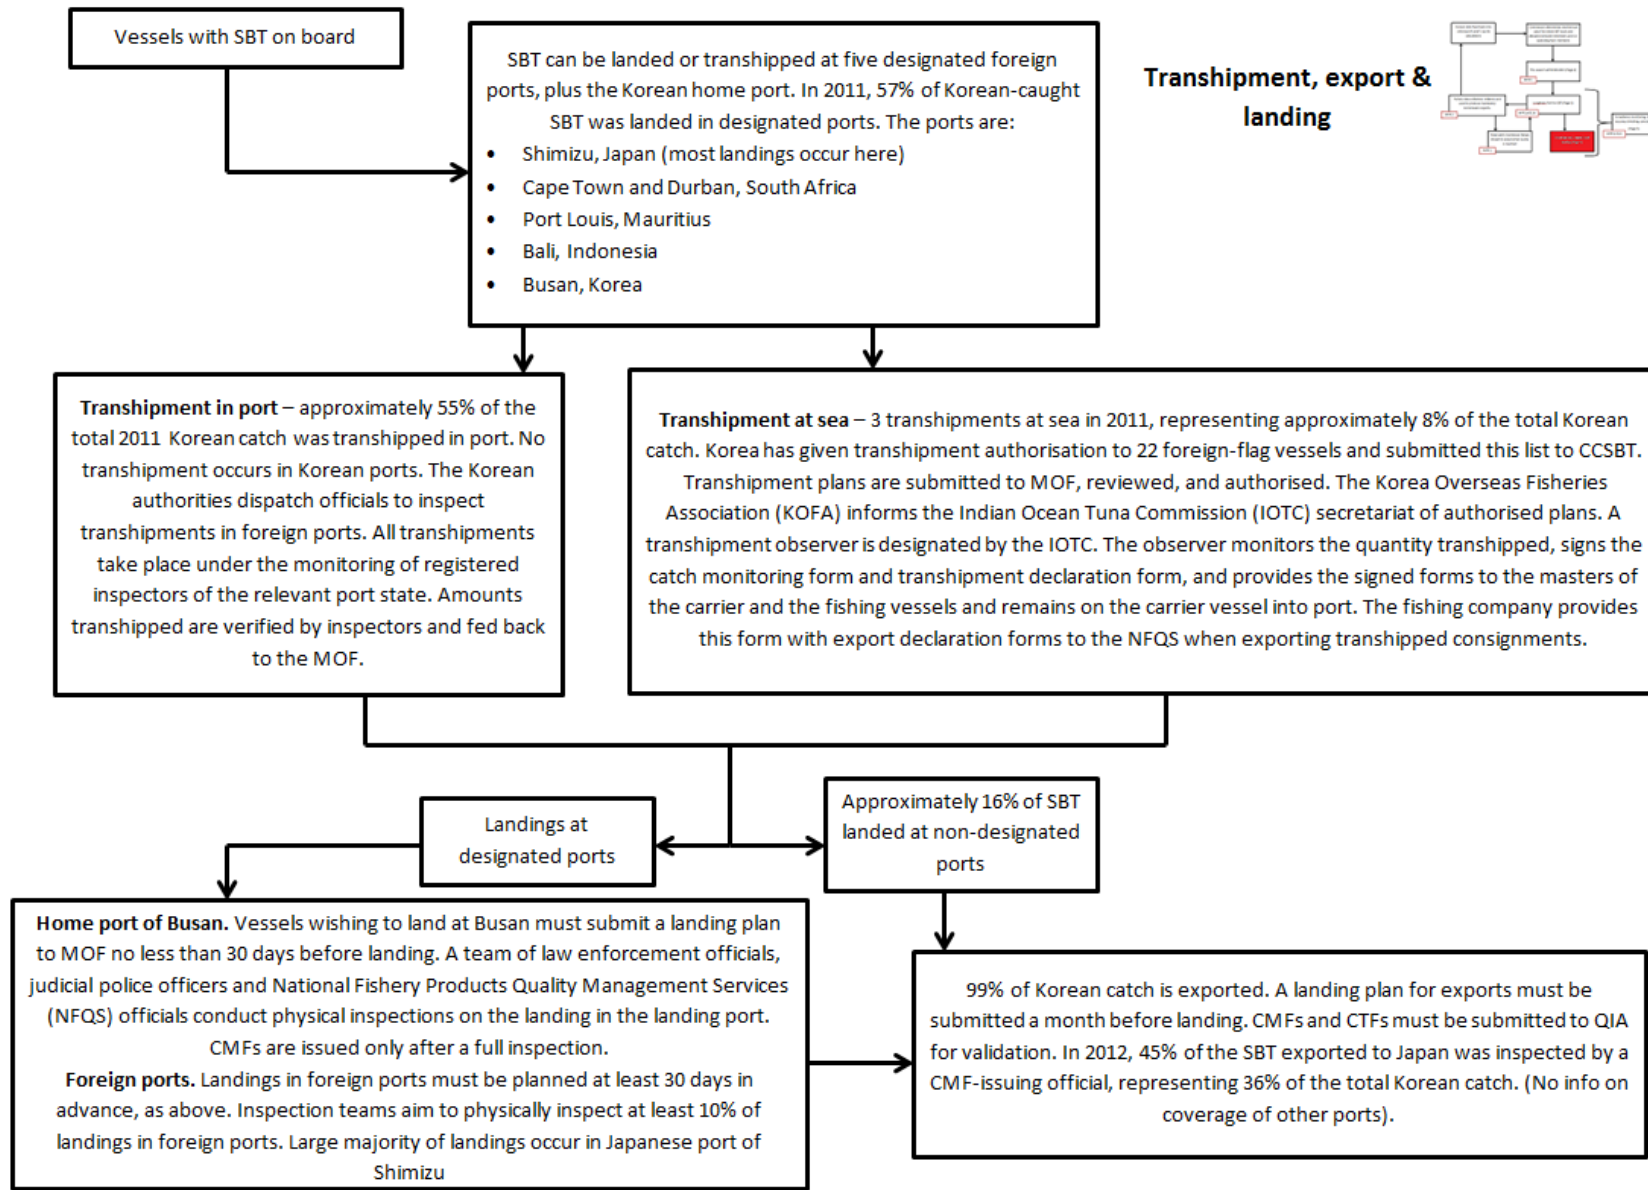 Vessels with SBT on board
SBT can be landed or transhipped at five designated foreign
ports, plus the Korean home port. In 2011, 57% of Korean-caught
SBT was landed in designated ports. The ports are:
• Shimizu, Japan (most landings occur here)
• Cape Town and Durban, South Africa
• Port Louis, Mauritius
• Bali, Indonesia
• Busan, Korea
Transhipment, export &
landing
Transhipment in port – approximately 55% of the
total 2011 Korean catch was transhipped in port. No
transhipment occurs in Korean ports. The Korean
authorities dispatch officials to inspect
transhipments in foreign ports. All transhipments
take place under the monitoring of registered
inspectors of the relevant port state. Amounts
transhipped are verified by inspectors and fed back
to the MOF.
Transhipment at sea – 3 transhipments at sea in 2011, representing approximately 8% of the total Korean
catch. Korea has given transhipment authorisation to 22 foreign-flag vessels and submitted this list to CCSBT.
Transhipment plans are submitted to MOF, reviewed, and authorised. The Korea Overseas Fisheries
Association (KOFA) informs the Indian Ocean Tuna Commission (IOTC) secretariat of authorised plans. A
transhipment observer is designated by the IOTC. The observer monitors the quantity transhipped, signs the
catch monitoring form and transhipment declaration form, and provides the signed forms to the masters of
the carrier and the fishing vessels and remains on the carrier vessel into port. The fishing company provides
this form with export declaration forms to the NFQS when exporting transhipped consignments.
Landings at
designated ports
Approximately 16% of SBT
landed at non-designated
ports
Home port of Busan. Vessels wishing to land at Busan must submit a landing plan
to MOF no less than 30 days before landing. A team of law enforcement officials,
judicial police officers and National Fishery Products Quality Management Services
(NFQS) officials conduct physical inspections on the landing in the landing port.
CMFs are issued only after a full inspection.
Foreign ports. Landings in foreign ports must be planned at least 30 days in
advance, as above. Inspection teams aim to physically inspect at least 10% of
landings in foreign ports. Large majority of landings occur in Japanese port of
Shimizu
99% of Korean catch is exported. A landing plan for exports must be
submitted a month before landing. CMFs and CTFs must be submitted to QIA
for validation. In 2012, 45% of the SBT exported to Japan was inspected by a
CMF-issuing official, representing 36% of the total Korean catch. (No info on
coverage of other ports).